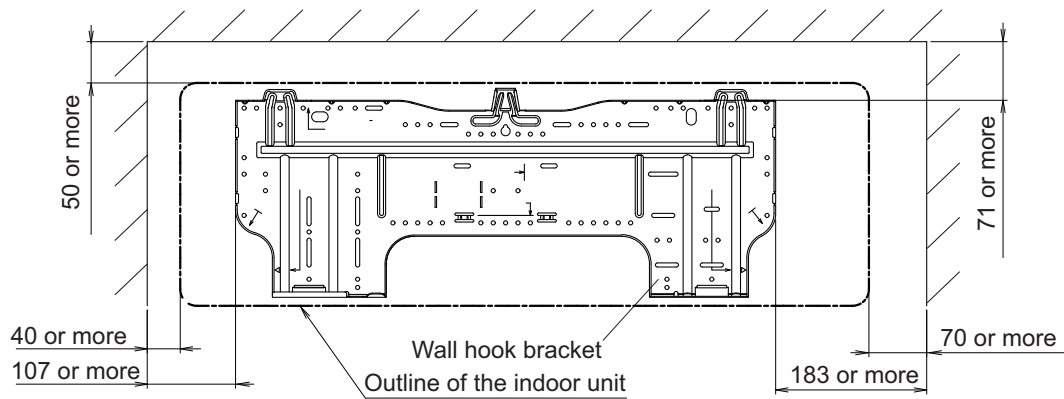 50 or more
71 or more
40 or more
107 or more
Wall hook bracket
Outline of the indoor unit
70 or more
183 or more